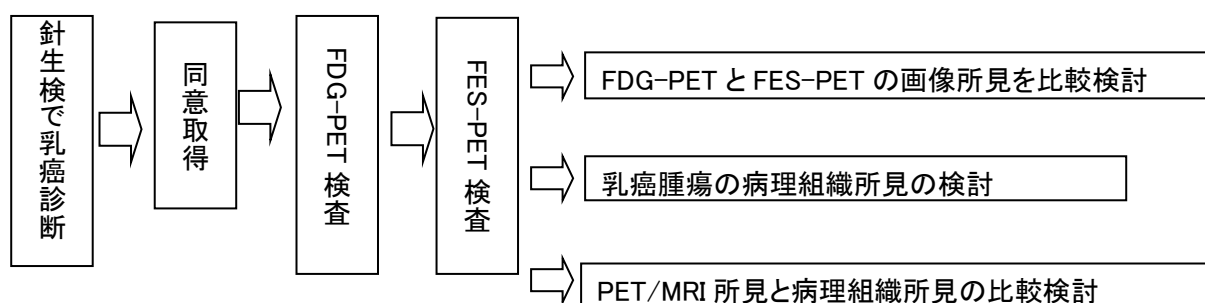 針生検で乳癌診断
同意取得
FDG-PET 検査
FES-PET 検査
FDG-PET と FES-PET の画像所見を比較検討
乳癌腫瘍の病理組織所見の検討
PET/MRI 所見と病理組織所見の比較検討